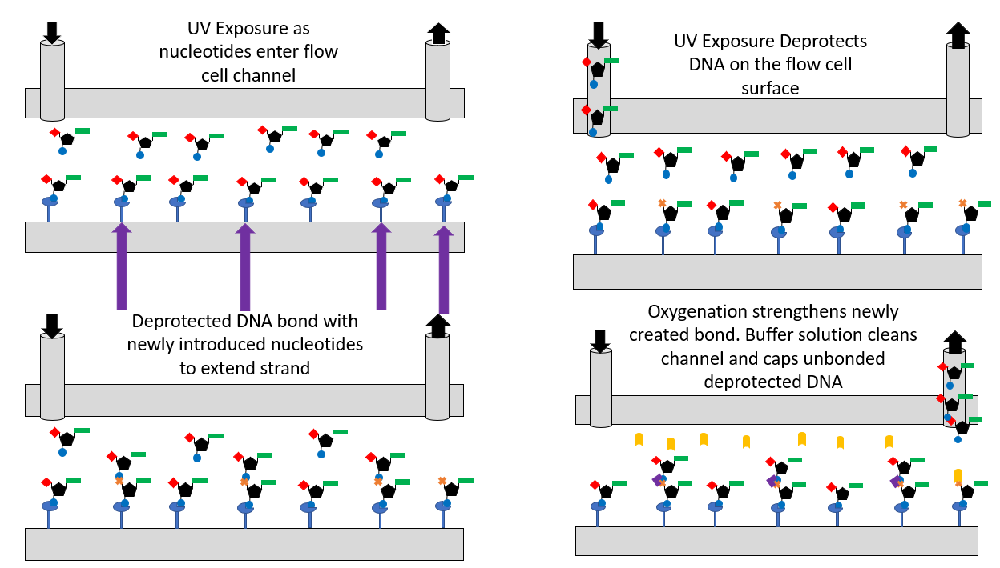 UV Exposure as
nucleotides enter flow
cell channel
UV Exposure Deprotects
DNA on the flow cell
surface
Deprotected DNA bond with
newly introduced nucleotides
to extend strand
Oxygenation strengthens newly
created bond. Buffer solution cleans
channel and caps unbonded
deprotected DNA